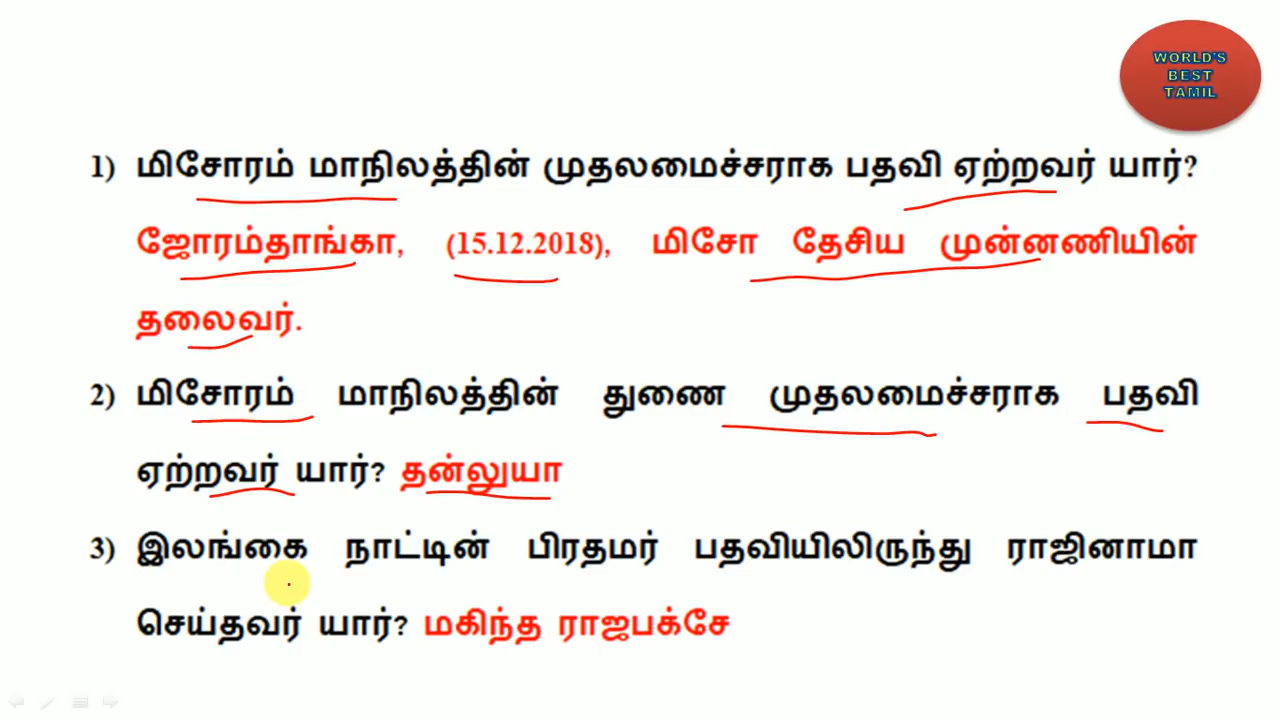 WORLD'S
BEST
TAMIL
1) மிசோரம் மாநிலத்தின் முதலமைச்சராக பதவி ஏற்றவர் யார்?
ஜோரம்தாங்கா, (15.12.2018), மிசோ தேசிய முன்னணியின்
தலைவர்.
2) மிசோரம் மாநிலத்தின் துணை முதலமைச்சராக பதவி
ஏற்றவர் யார்? தன்லுயா
3) இலங்கை நாட்டின் பிரதமர் பதவியிலிருந்து ராஜினாமா
செய்தவர் யார்? மகிந்த ராஜபக்சே